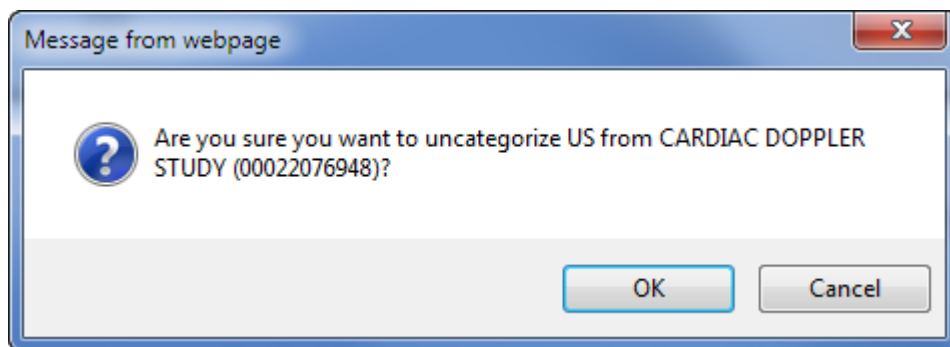 Message from webpage
Are you sure you want to uncategorize US from CARDIAC DOPPLER
STUDY (00022076948)?
OK
Cancel